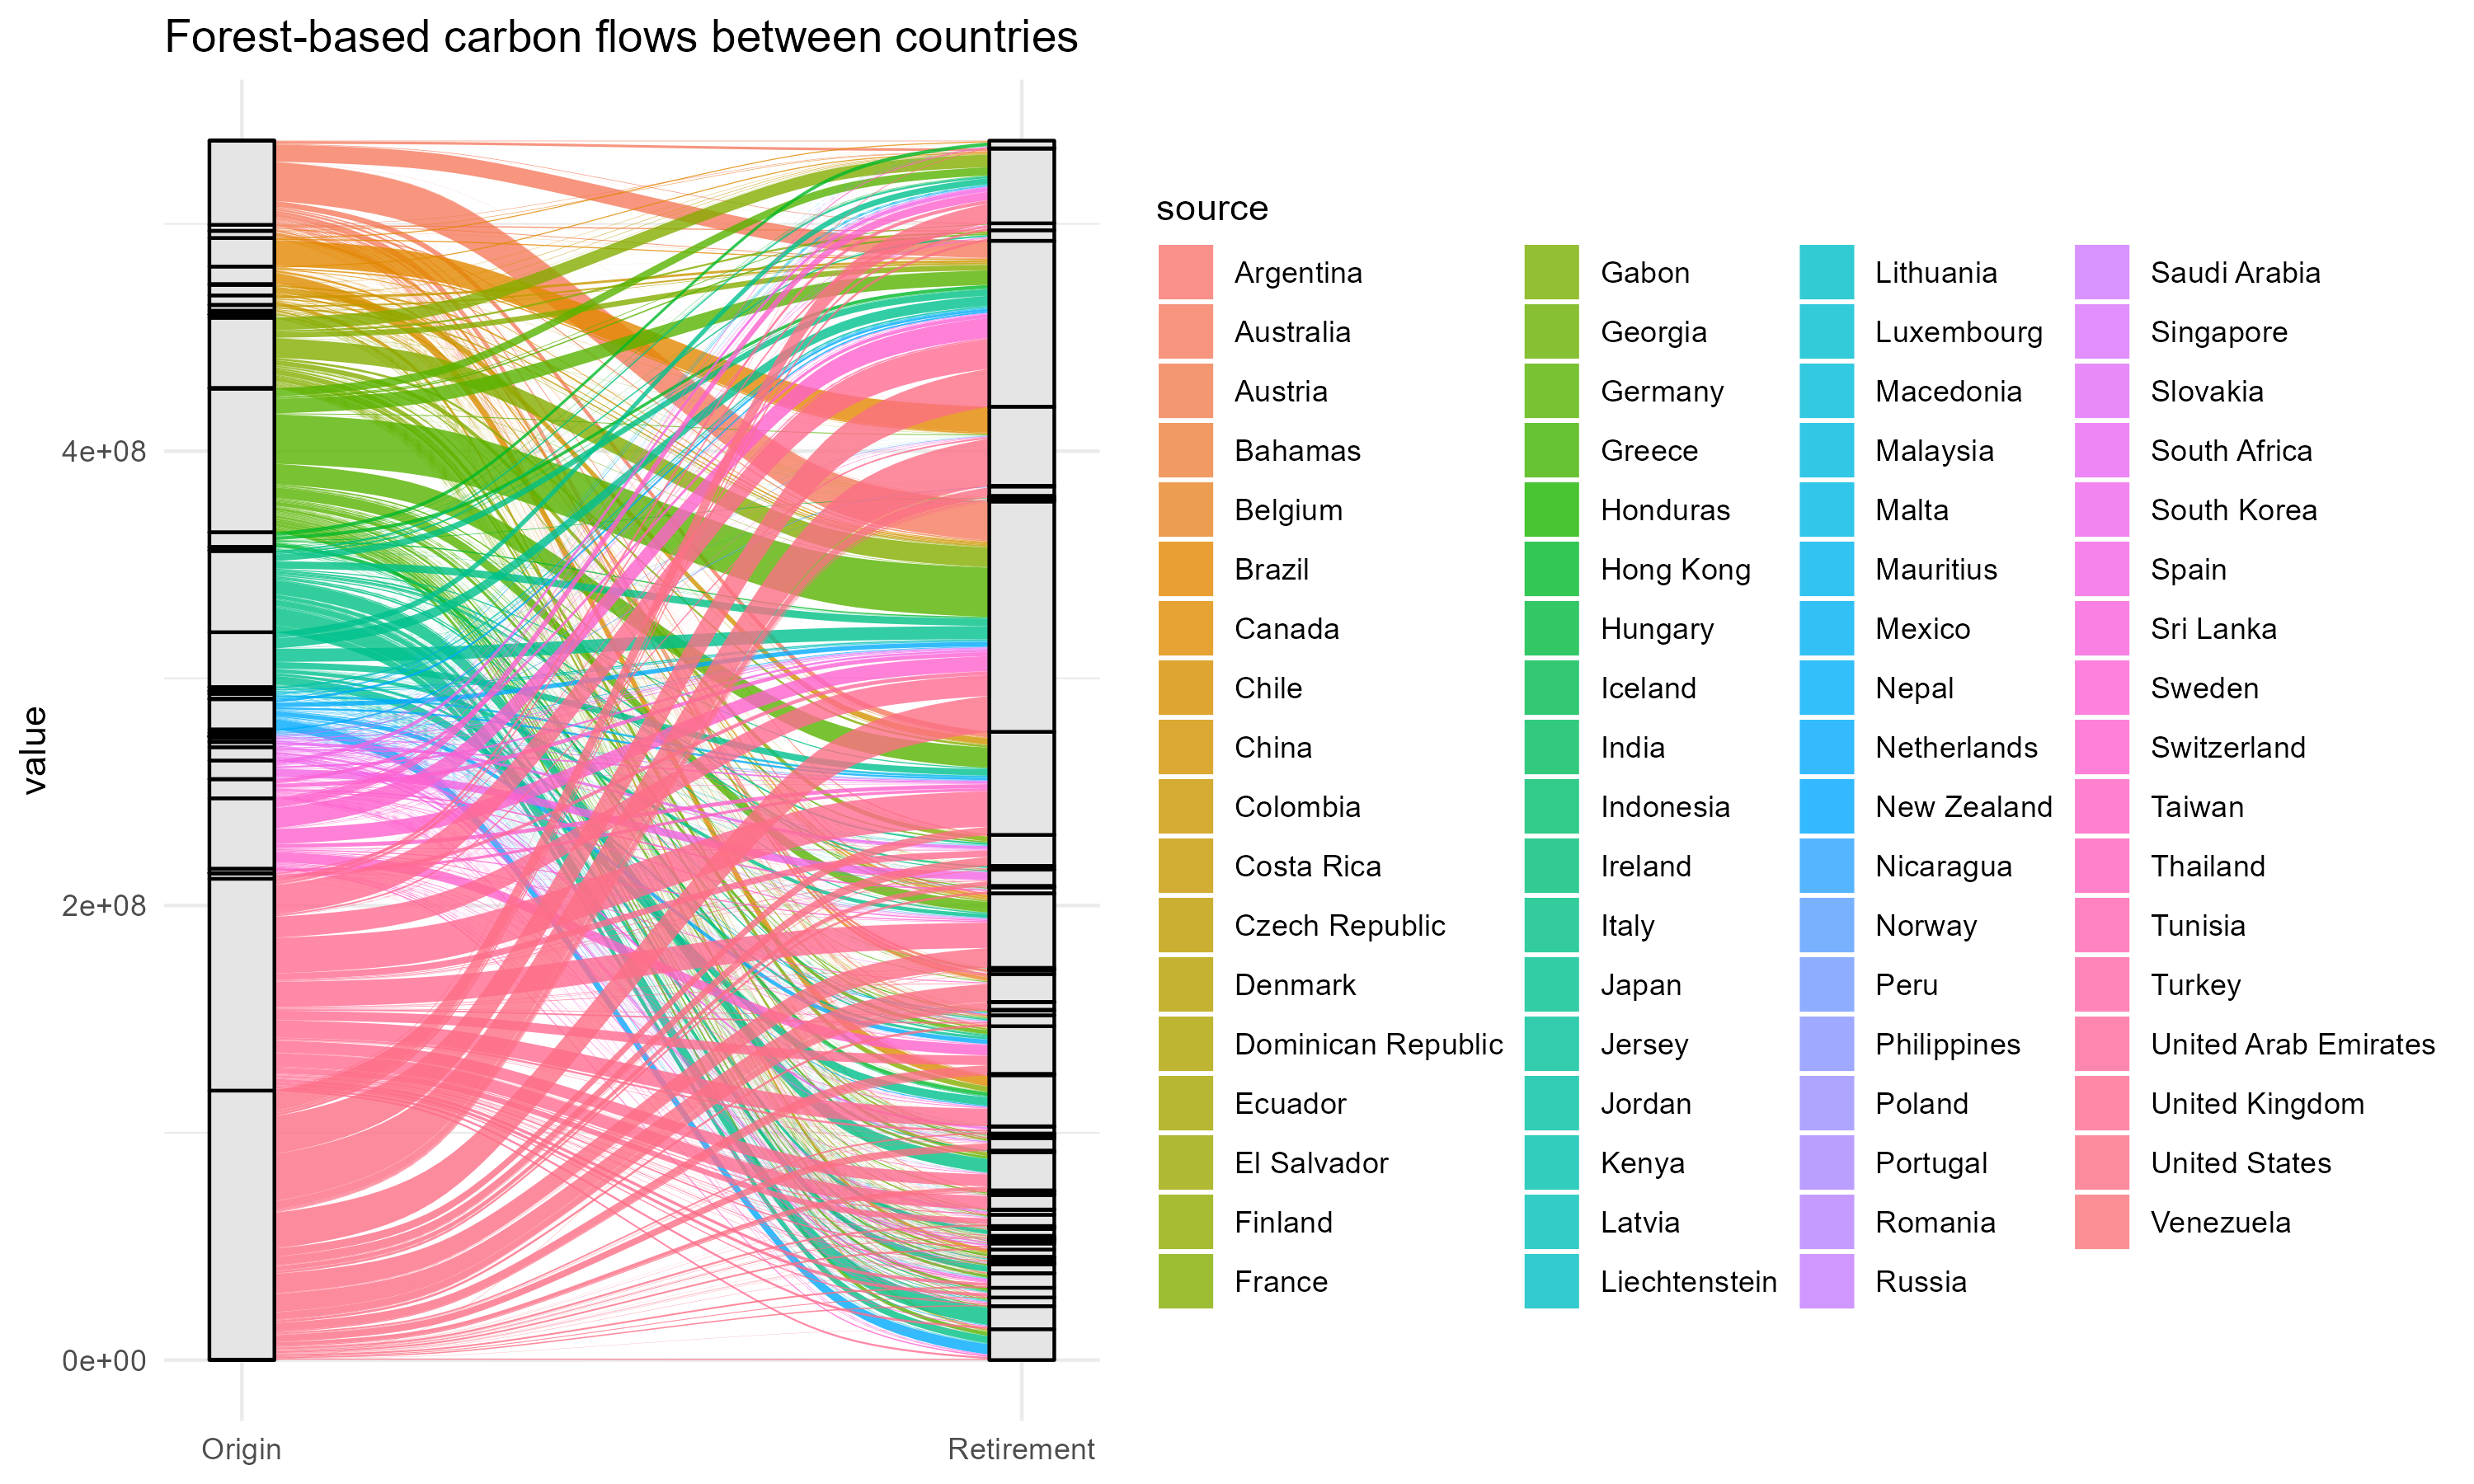 Forest-based carbon flows between countries
value
4e+08
2e+08
0e+00
Origin
Retirement
source
Argentina
Australia
Austria
Bahamas
Belgium
Brazil
Canada
Chile
China
Colombia
Costa Rica
Czech Republic
Denmark
Dominican Republic
Ecuador
El Salvador
Finland
France
Gabon
Georgia
Germany
Greece
Honduras
Hong Kong
Hungary
Iceland
India
Indonesia
Ireland
Italy
Japan
Jersey
Jordan
Kenya
Latvia
Liechtenstein
Lithuania
Luxembourg
Macedonia
Malaysia
Malta
Mauritius
Mexico
Nepal
Netherlands
New Zealand
Nicaragua
Norway
Peru
Philippines
Poland
Portugal
Romania
Russia
Saudi Arabia
Singapore
Slovakia
South Africa
South Korea
Spain
Sri Lanka
Sweden
Switzerland
Taiwan
Thailand
Tunisia
Turkey
United Arab Emirates
United Kingdom
United States
Venezuela